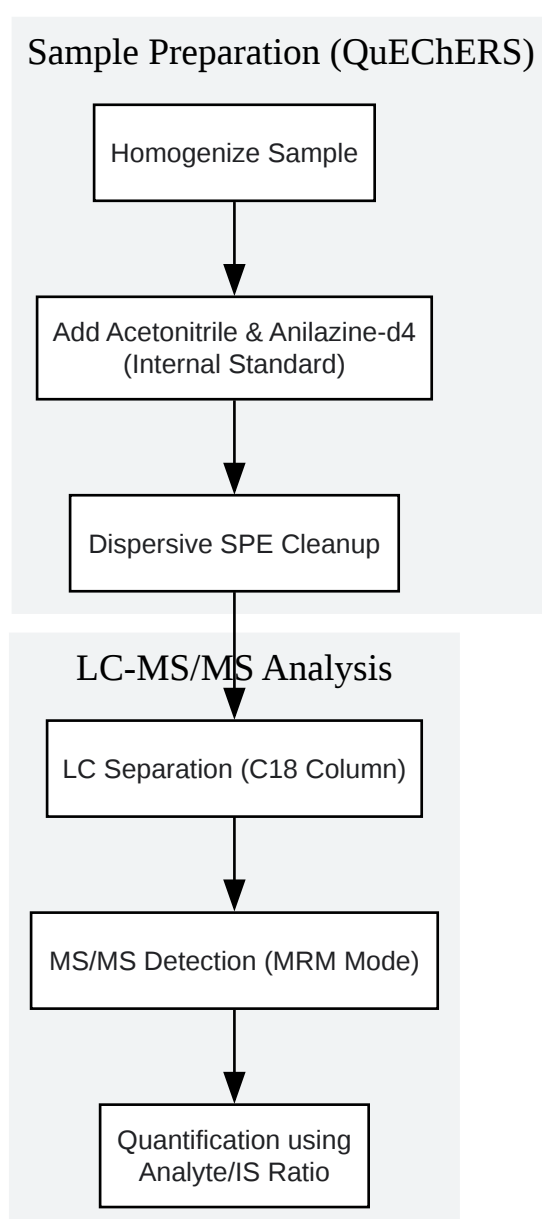 Sample Preparation (QuEChERS)
Homogenize Sample
Add Acetonitrile & Anilazine-d4
(Internal Standard)
Dispersive SPE Cleanup
LC-MS/MS Analysis
LC Separation (C18 Column)
MS/MS Detection (MRM Mode)
Quantification using
Analyte/IS Ratio